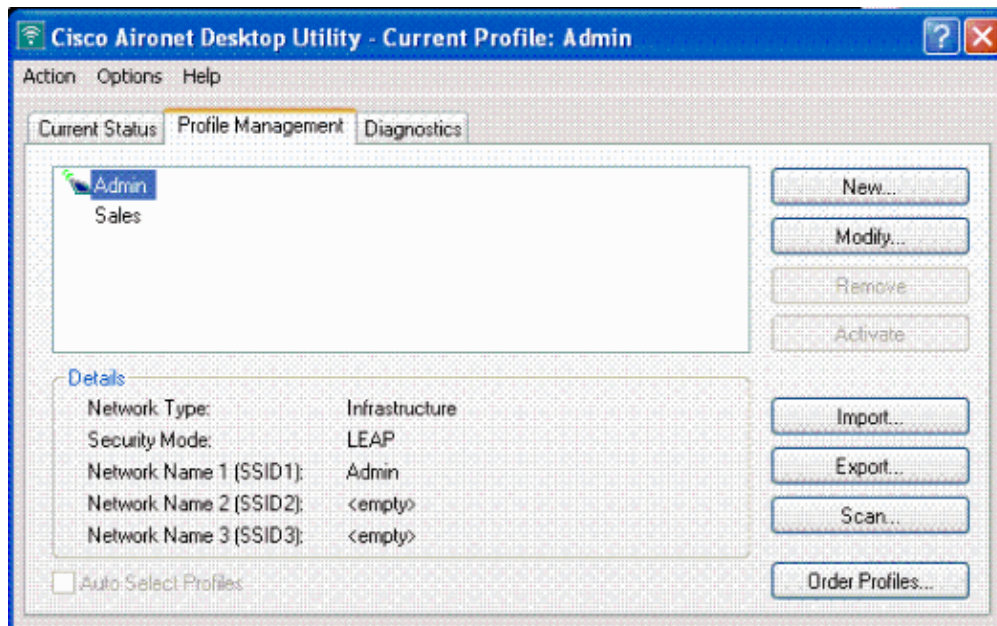 Cisco Aironet Desktop Utility - Current Profile: Admin
Action Options Help
Current Status Profile Management Diagnostics
Admin
Sales
New...
Modify...
Remove
Activate
Details
Network Type: Infrastructure
Security Mode: LEAP
Network Name 1 (SSID1): Admin
Network Name 2 (SSID2): <empty>
Network Name 3 (SSID3): <empty>
Import...
Export...
Scan...
Auto Select Profiles
Order Profiles...